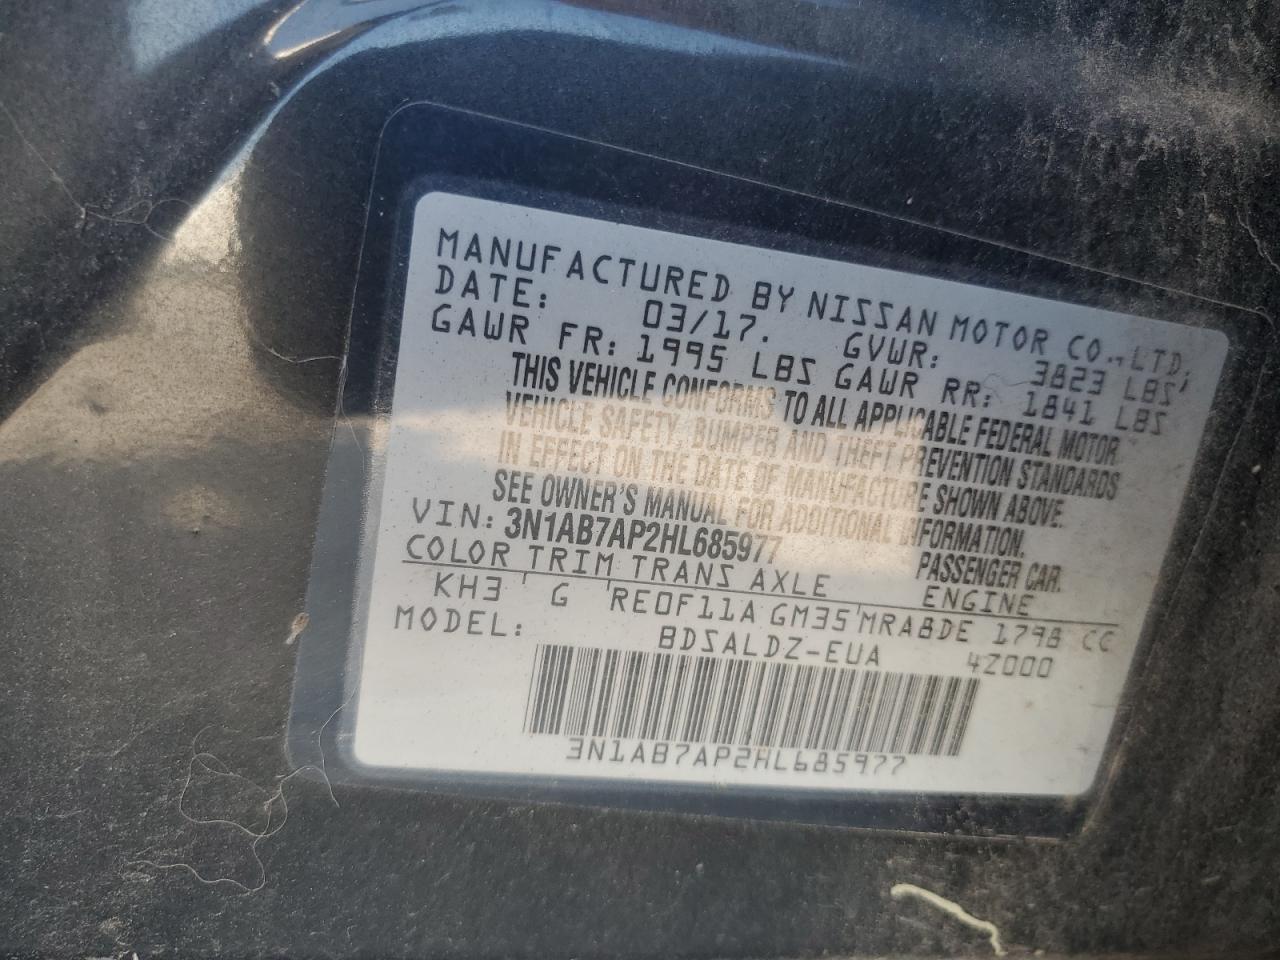 MANUFACTURED BY NISSAN MOTOR CO., LTD.
DATE: 03/17. GVWR: 3823 LBS
GAWR FR: 1995 LBS GAWR RR: 1841 LBS
THIS VEHICLE CONFORMS TO ALL APPLICABLE FEDERAL MOTOR
VEHICLE SAFETY, BUMPER AND THEFT PREVENTION STANDARDS
IN EFFECT ON THE DATE OF MANUFACTURE SHOWN ABOVE.
SEE OWNER'S MANUAL FOR ADDITIONAL INFORMATION.
VIN: 3N1AB7AP2HL685977 PASSENGER CAR.
COLOR TRIM TRANS AXLE ENGINE
KH3 G RE0F11A GM35 MRA8DE 1798 CC
MODEL: BDSALDZ-EUA 4Z000
3N1AB7AP2HL685977